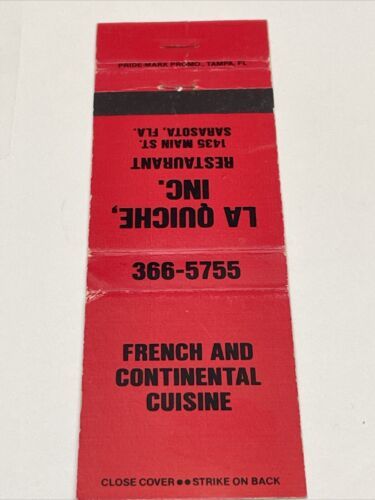 PRIDE-MARK PROMO., TAMPA, FL
LA QUICHE,
INC.
RESTAURANT
1435 MAIN ST.
SARASOTA, FLA.
366-5755
FRENCH AND
CONTINENTAL
CUISINE
CLOSE COVER ●● STRIKE ON BACK